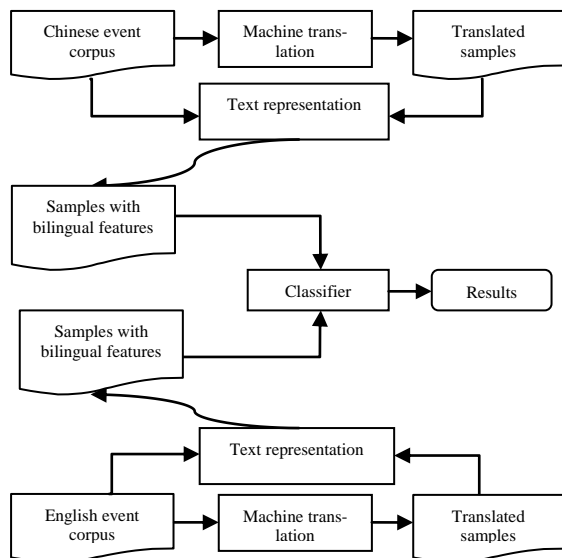 Chinese event
corpus
Machine trans-
lation
Translated
samples
Text representation
Samples with
bilingual features
Classifier
Results
Samples with
bilingual features
Text representation
English event
corpus
Machine trans-
lation
Translated
samples